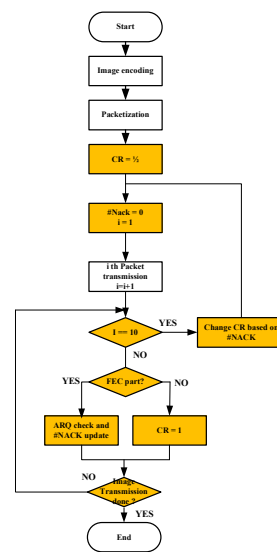 Start
Image encoding
Packetization
CR = ½
#Nack = 0
i = 1
i th Packet
transmission
i=i+1
I == 10
YES
Change CR based on
#NACK
NO
FEC part?
YES
NO
ARQ check and
#NACK update
CR = 1
NO
Image
Transmission
done ?
YES
End